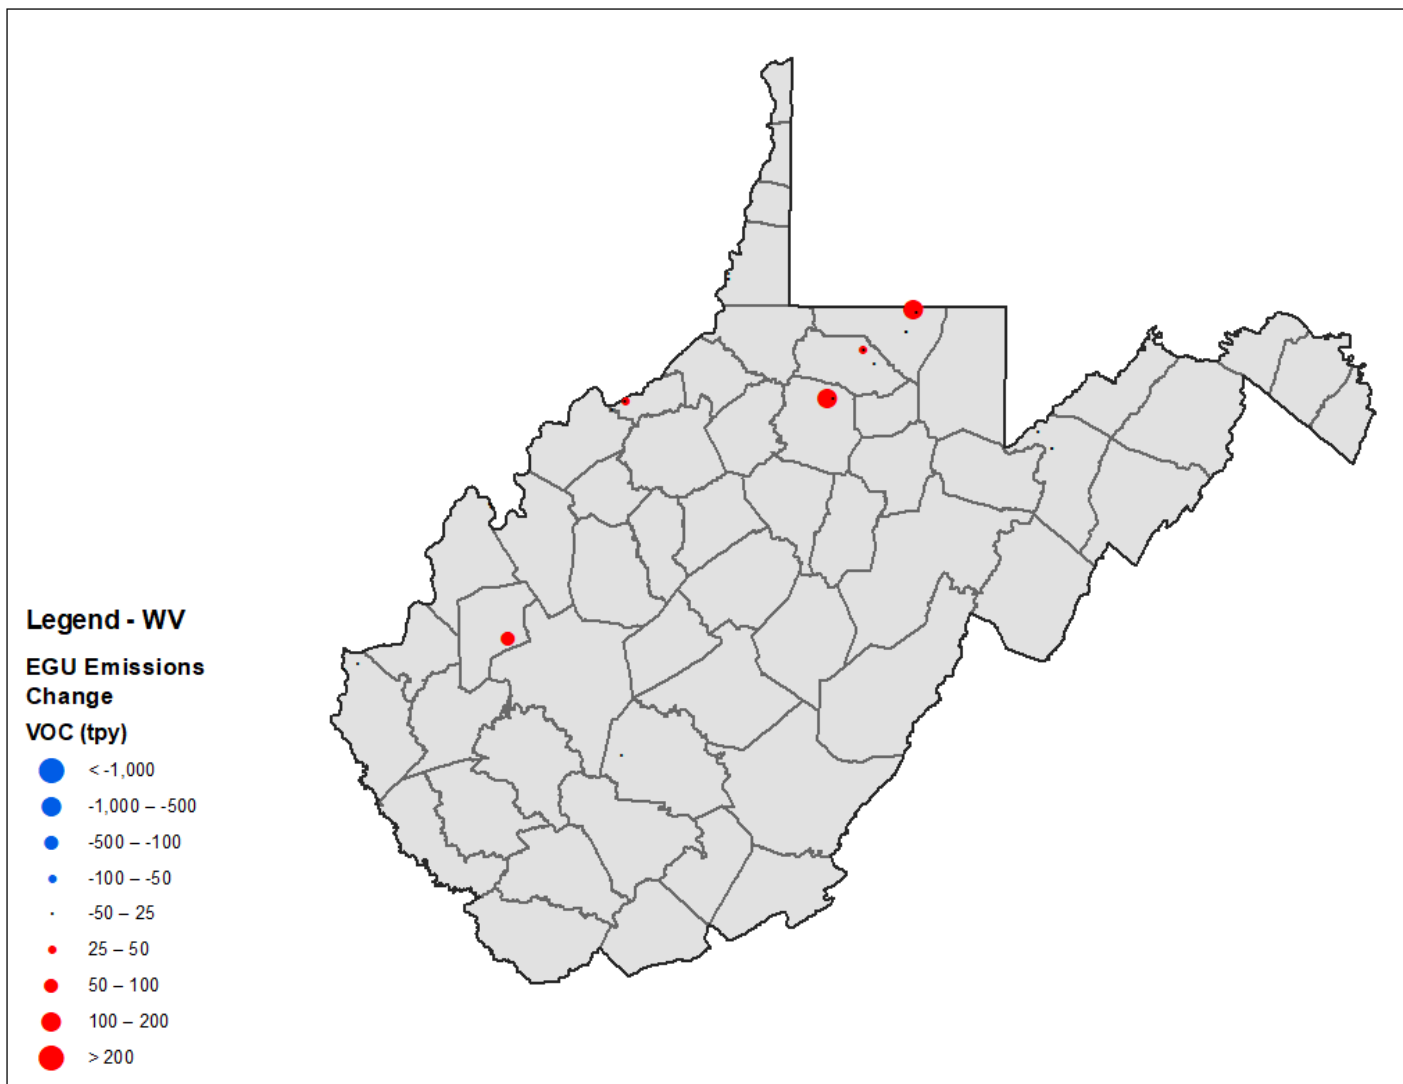 Legend - WV
EGU Emissions
Change
VOC (tpy)
< -1,000
-1,000 – -500
-500 – -100
-100 – -50
-50 – 25
25 – 50
50 – 100
100 – 200
> 200